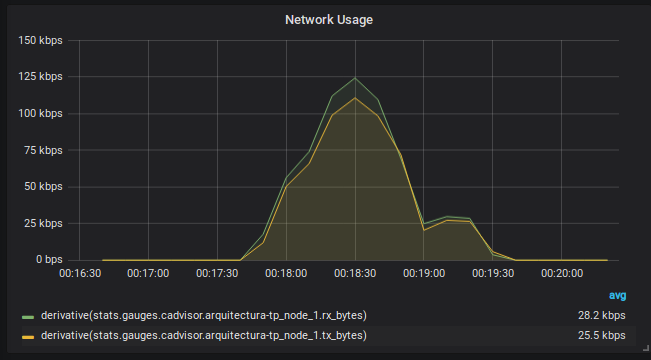 Network Usage
150 kbps
125 kbps
100 kbps
75 kbps
50 kbps
25 kbps
0 bps
00:16:30 00:17:00 00:17:30 00:18:00 00:18:30 00:19:00 00:19:30 00:20:00
avg
derivative(stats.gauges.cadvisor.arquitectura-tp_node_1.rx_bytes) 28.2 kbps
derivative(stats.gauges.cadvisor.arquitectura-tp_node_1.tx_bytes) 25.5 kbps